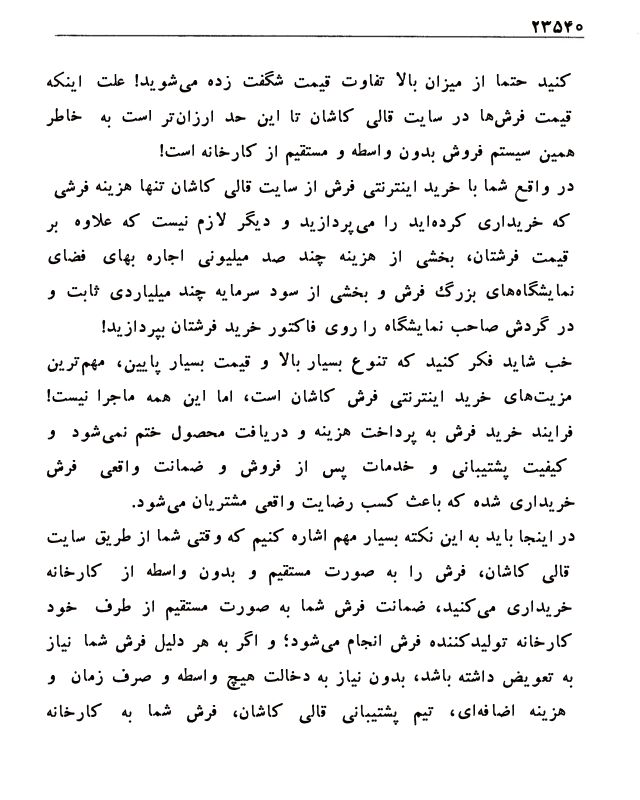 ۲۳۵۴۰
کنید حتما از میزان بالا تفاوت قیمت شگفت زده می‌شوید! علت اینکه
قیمت فرش‌ها در سایت قالی کاشان تا این حد ارزان‌تر است به خاطر
همین سیستم فروش بدون واسطه و مستقیم از کارخانه است!
در واقع شما با خرید اینترنتی فرش از سایت قالی کاشان تنها هزینه فرشی
که خریداری کرده‌اید را می‌پردازید و دیگر لازم نیست که علاوه بر
قیمت فرشتان، بخشی از هزینه چند صد میلیونی اجاره بهای فضای
نمایشگاه‌های بزرگ فرش و بخشی از سود سرمایه چند میلیاردی ثابت و
در گردش صاحب نمایشگاه را روی فاکتور خرید فرشتان بپردازید!
خب شاید فکر کنید که تنوع بسیار بالا و قیمت بسیار پایین، مهم‌ترین
مزیت‌های خرید اینترنتی فرش کاشان است، اما این همه ماجرا نیست!
فرایند خرید فرش به پرداخت هزینه و دریافت محصول ختم نمی‌شود و
کیفیت پشتیبانی و خدمات پس از فروش و ضمانت واقعی فرش
خریداری شده که باعث کسب رضایت واقعی مشتریان می‌شود.
در اینجا باید به این نکته بسیار مهم اشاره کنیم که وقتی شما از طریق سایت
قالی کاشان، فرش را به صورت مستقیم و بدون واسطه از کارخانه
خریداری می‌کنید، ضمانت فرش شما به صورت مستقیم از طرف خود
کارخانه تولیدکننده فرش انجام می‌شود؛ و اگر به هر دلیل فرش شما نیاز
به تعویض داشته باشد، بدون نیاز به دخالت هیچ واسطه و صرف زمان و
هزینه اضافه‌ای، تیم پشتیبانی قالی کاشان، فرش شما به کارخانه